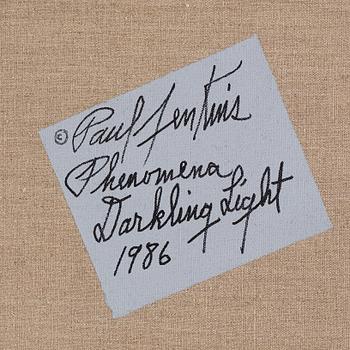 © Paul Jenkins
Phenomena
Darkling Light
1986